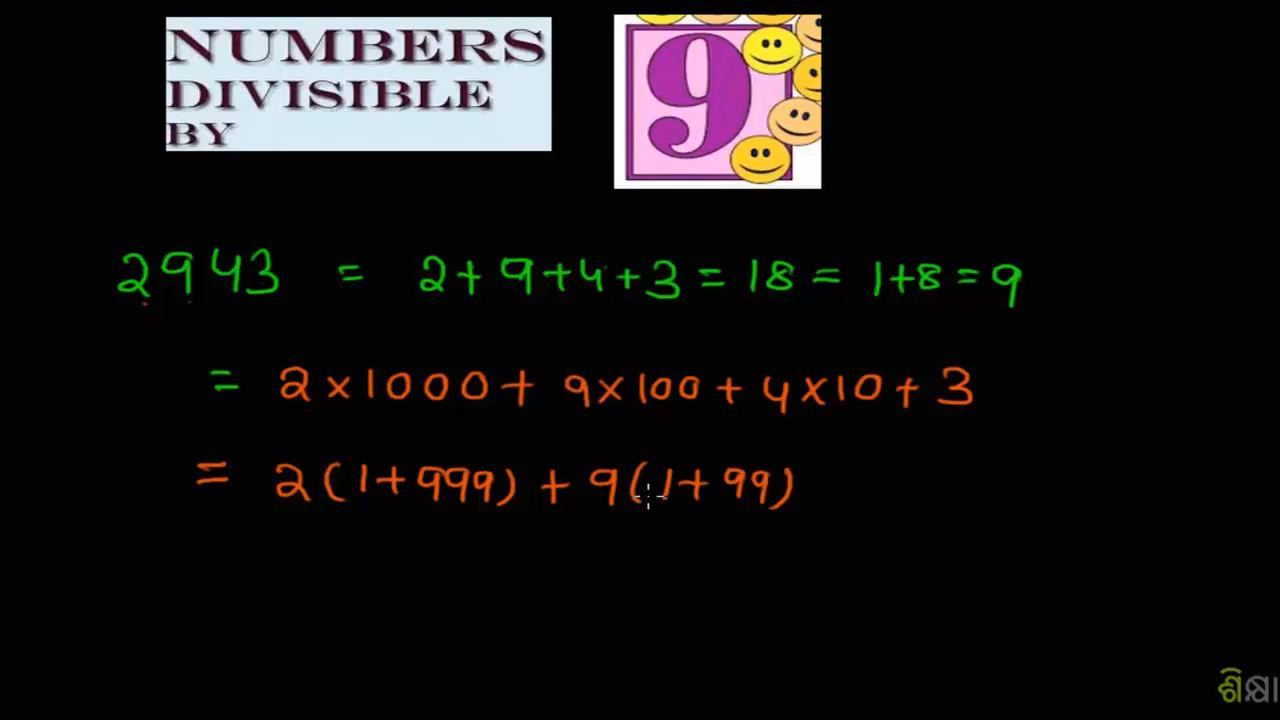 NUMBERS
DIVISIBLE
BY
9
2943 = 2+9+4+3=18=1+8=9
= 2×1000+ 9×100+4×10+3
= 2(1+999)+9(1+99)
ଶିକ୍ଷା